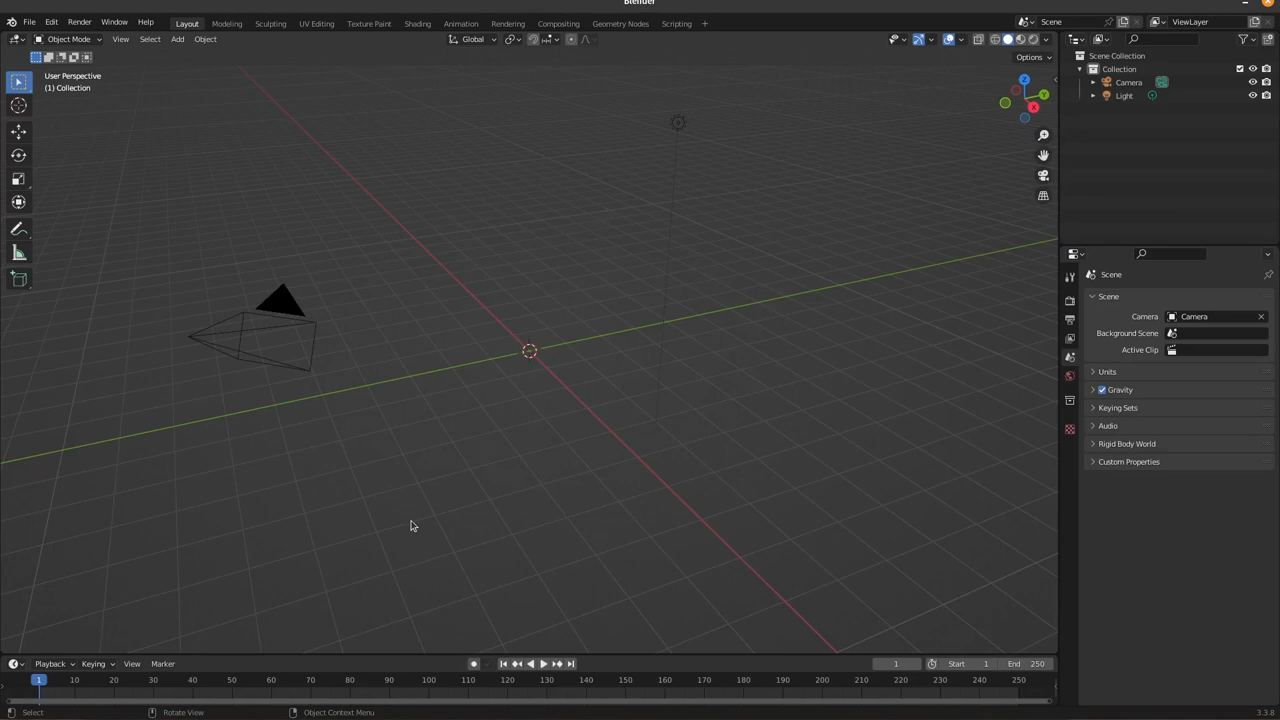 Blender
File Edit Render Window Help Layout Modeling Sculpting UV Editing Texture Paint Shading Animation Rendering Compositing Geometry Nodes Scripting + Scene ViewLayer
Object Mode View Select Add Object Global
Options
User Perspective
(1) Collection
Z
Y
X
Scene Collection
Collection
Camera
Light
Scene
Scene
Camera Camera
Background Scene
Active Clip
Units
Gravity
Keying Sets
Audio
Rigid Body World
Custom Properties
Playback Keying View Marker 1 Start 1 End 250
1 10 20 30 40 50 60 70 80 90 100 110 120 130 140 150 160 170 180 190 200 210 220 230 240 250
Select Rotate View Object Context Menu 3.3.8